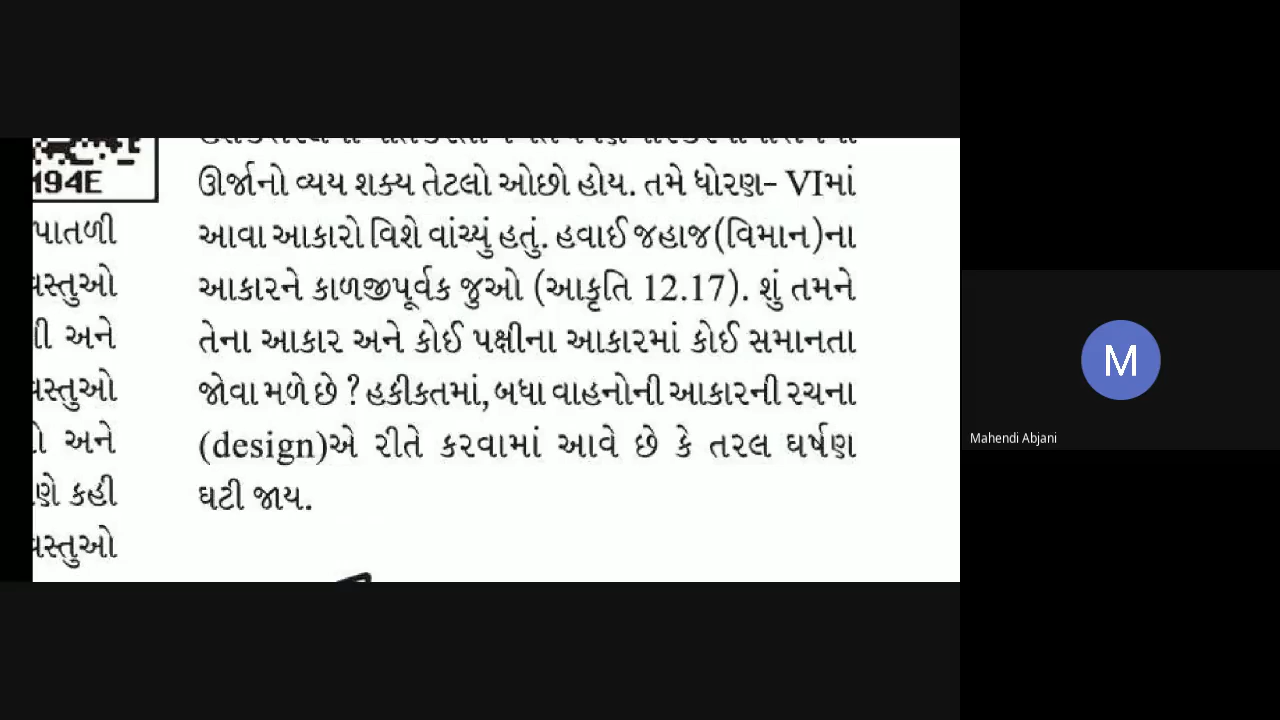 194E
પાતળી
વસ્તુઓ
અને
વસ્તુઓ
અને
કહી
વસ્તુઓ
ઊર્જાનો વ્યય શક્ય તેટલો ઓછો હોય. તમે ધોરણ- VIમાં
આવા આકારો વિશે વાંચ્યું હતું. હવાઈ જહાજ(વિમાન)ના
આકારને કાળજીપૂર્વક જુઓ (આકૃતિ 12.17). શું તમને
તેના આકાર અને કોઈ પક્ષીના આકારમાં કોઈ સમાનતા
જોવા મળે છે ? હકીકતમાં, બધા વાહનોની આકારની રચના
(design)એ રીતે કરવામાં આવે છે કે તરલ ઘર્ષણ
ઘટી જાય.
M
Mahendi Abjani